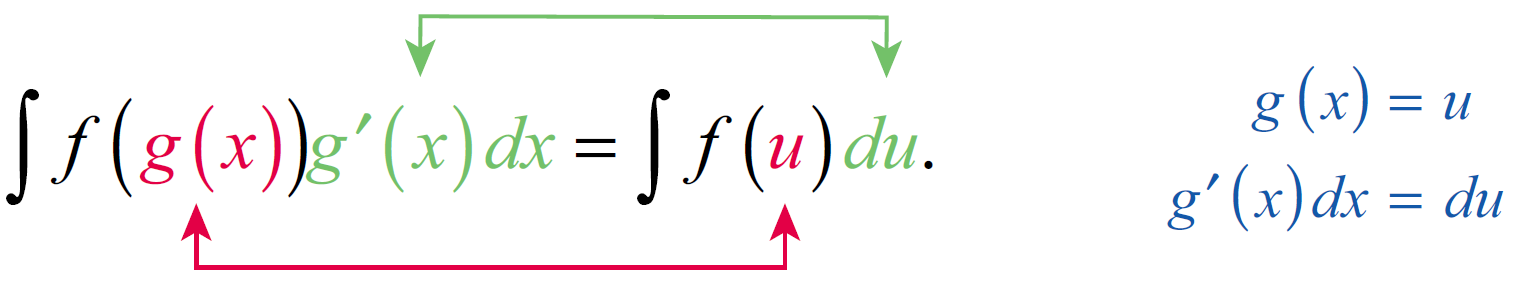 ∫ f(g(x))g′(x)dx = ∫ f(u)du.
g(x) = u
g′(x)dx = du